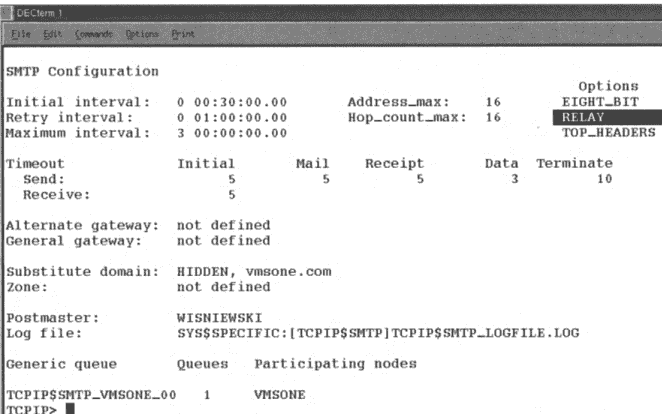 DECterm 1
File Edit Commands Options Print
SMTP Configuration
Options
Initial interval: 0 00:30:00.00 Address_max: 16 EIGHT_BIT
Retry interval: 0 01:00:00.00 Hop_count_max: 16 RELAY
Maximum interval: 3 00:00:00.00 TOP_HEADERS
Timeout Initial Mail Receipt Data Terminate
Send: 5 5 5 3 10
Receive: 5
Alternate gateway: not defined
General gateway: not defined
Substitute domain: HIDDEN, vmsone.com
Zone: not defined
Postmaster: WISNIEWSKI
Log file: SYS$SPECIFIC:[TCPIP$SMTP]TCPIP$SMTP_LOGFILE.LOG
Generic queue Queues Participating nodes
TCPIP$SMTP_VMSONE_00 1 VMSONE
TCPIP>